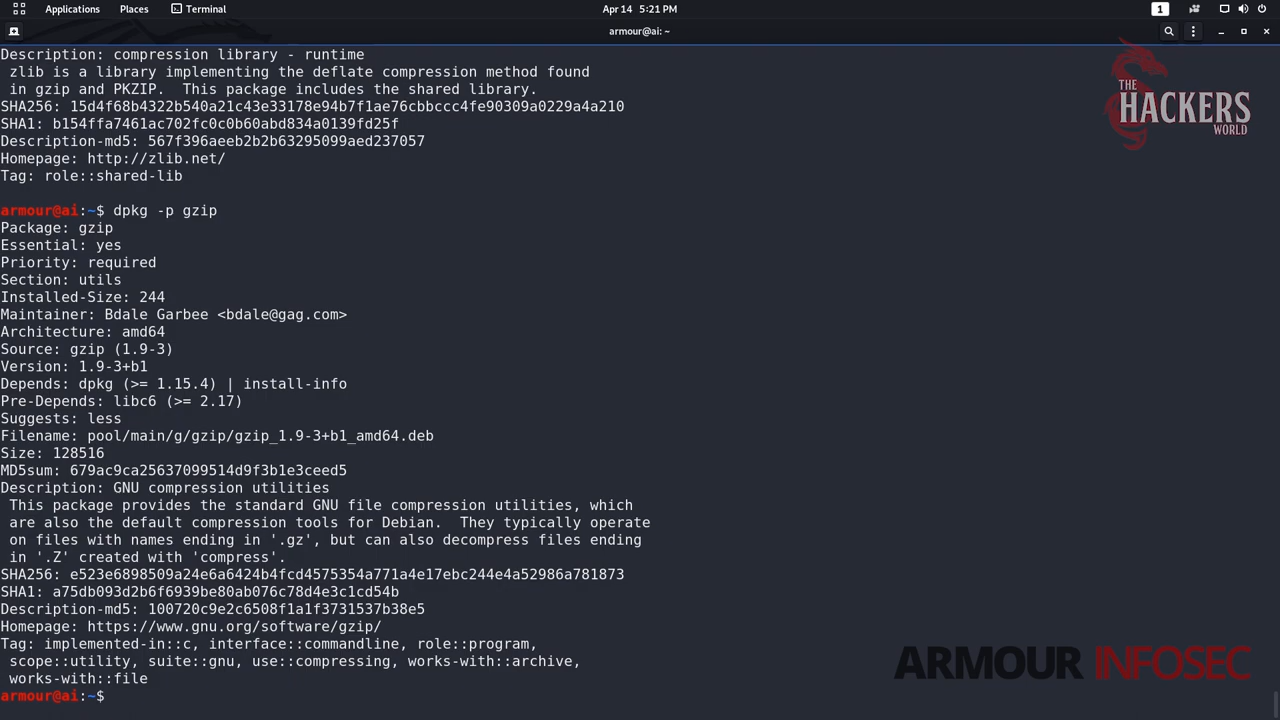 Applications Places Terminal Apr 14 5:21 PM 1
armour@ai: ~
Description: compression library - runtime
 zlib is a library implementing the deflate compression method found
 in gzip and PKZIP.  This package includes the shared library.
SHA256: 15d4f68b4322b540a21c43e33178e94b7f1ae76cbbccc4fe90309a0229a4a210
SHA1: b154ffa7461ac702fc0c0b60abd834a0139fd25f
Description-md5: 567f396aeeb2b2b63295099aed237057
Homepage: http://zlib.net/
Tag: role::shared-lib
armour@ai:~$ dpkg -p gzip
Package: gzip
Essential: yes
Priority: required
Section: utils
Installed-Size: 244
Maintainer: Bdale Garbee <bdale@gag.com>
Architecture: amd64
Source: gzip (1.9-3)
Version: 1.9-3+b1
Depends: dpkg (>= 1.15.4) | install-info
Pre-Depends: libc6 (>= 2.17)
Suggests: less
Filename: pool/main/g/gzip/gzip_1.9-3+b1_amd64.deb
Size: 128516
MD5sum: 679ac9ca25637099514d9f3b1e3ceed5
Description: GNU compression utilities
 This package provides the standard GNU file compression utilities, which
 are also the default compression tools for Debian.  They typically operate
 on files with names ending in '.gz', but can also decompress files ending
 in '.Z' created with 'compress'.
SHA256: e523e6898509a24e6a6424b4fcd4575354a771a4e17ebc244e4a52986a781873
SHA1: a75db093d2b6f6939be80ab076c78d4e3c1cd54b
Description-md5: 100720c9e2c6508f1a1f3731537b38e5
Homepage: https://www.gnu.org/software/gzip/
Tag: implemented-in::c, interface::commandline, role::program,
 scope::utility, suite::gnu, use::compressing, works-with::archive,
 works-with::file
armour@ai:~$
THE
HACKERS
WORLD
ARMOUR INFOSEC